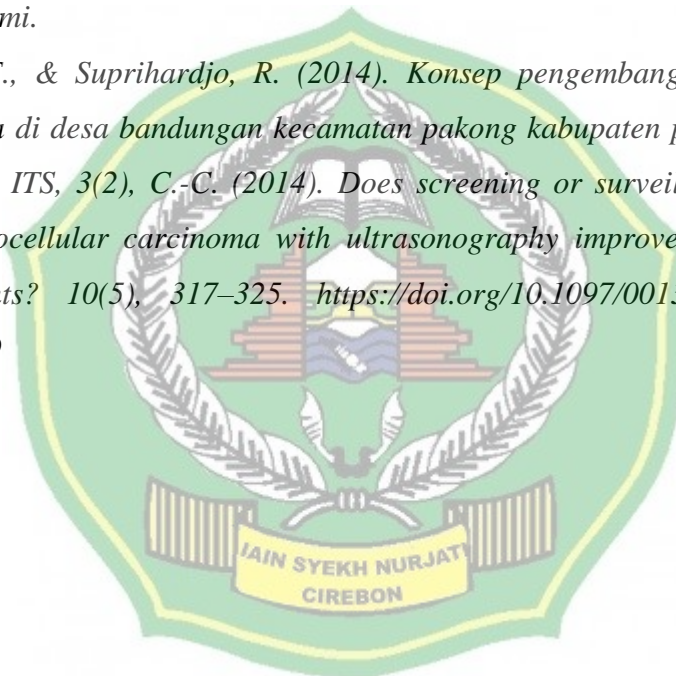 mi.
T., & Suprihardjo, R. (2014). Konsep pengembang
di desa bandungan kecamatan pakong kabupaten p
ITS, 3(2), C.-C. (2014). Does screening or surveil
ocellular carcinoma with ultrasonography improve
nts? 10(5), 317–325. https://doi.org/10.1097/001
IAIN SYEKH NURJATI
CIREBON